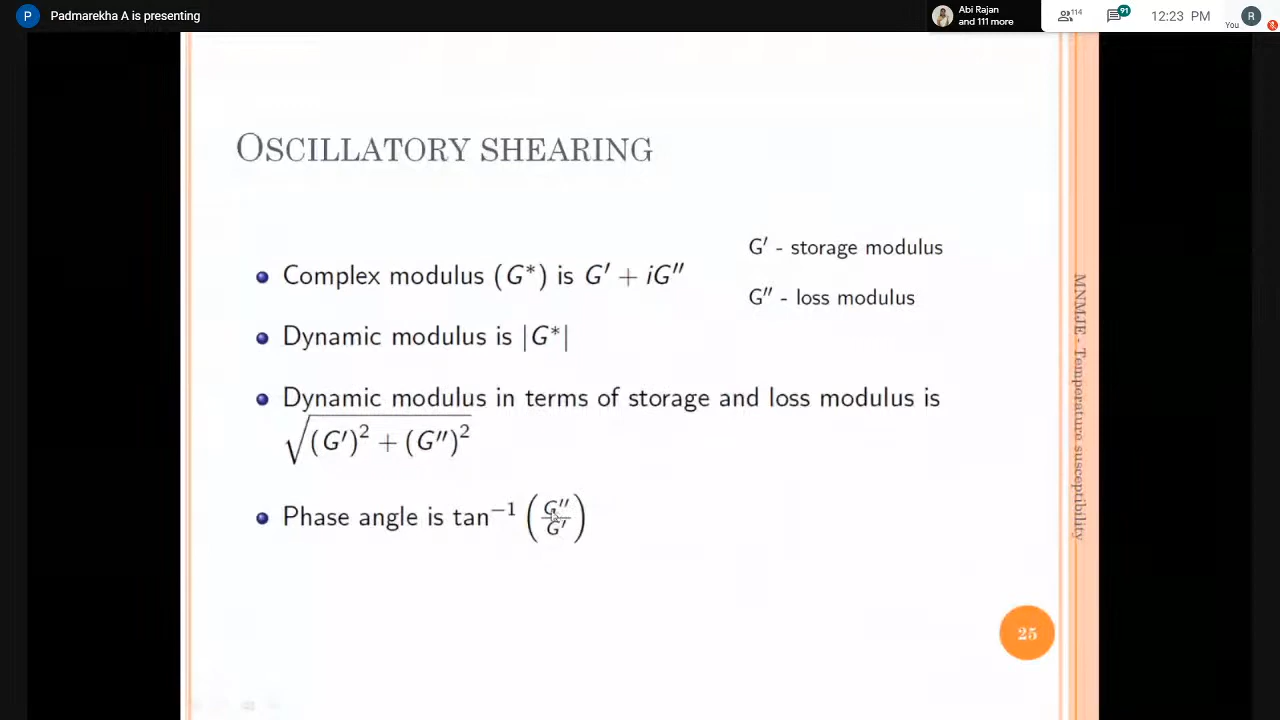 P Padmarekha A is presenting
Abi Rajan
and 111 more
114
91
12:23 PM
You
R
OSCILLATORY SHEARING
G′ - storage modulus
Complex modulus (G*) is G′ + iG″
G″ - loss modulus
Dynamic modulus is |G*|
Dynamic modulus in terms of storage and loss modulus is
√(G′)² + (G″)²
Phase angle is tan⁻¹ (G″/G′)
MNMJE - Temperature susceptibility
25